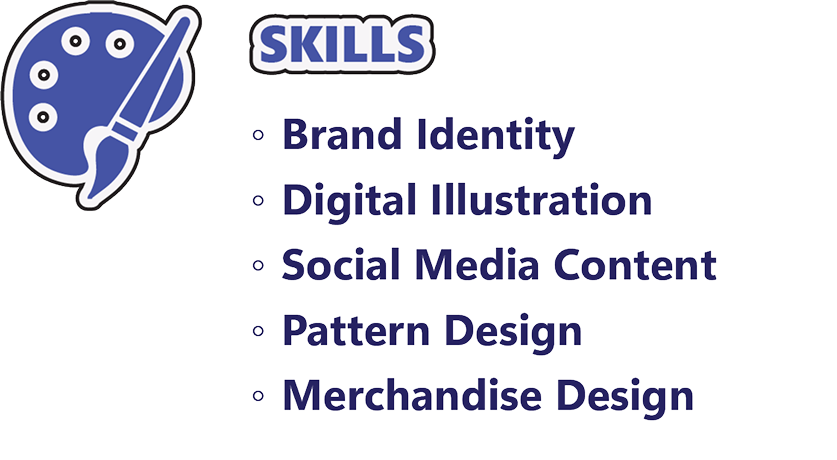 SKILLS
◦ Brand Identity
◦ Digital Illustration
◦ Social Media Content
◦ Pattern Design
◦ Merchandise Design